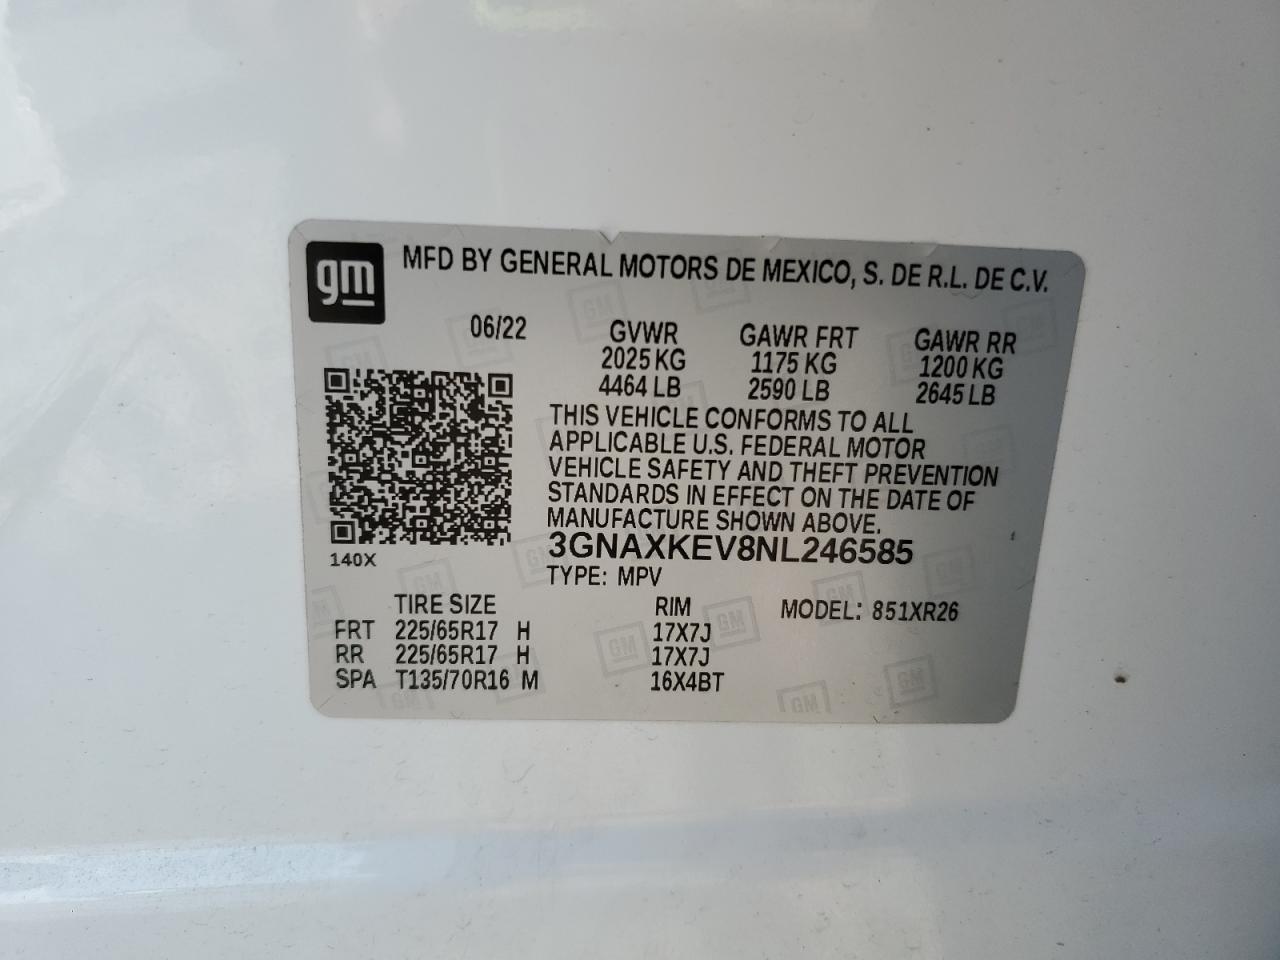 gm
MFD BY GENERAL MOTORS DE MEXICO, S. DE R.L. DE C.V.
06/22 GVWR GAWR FRT GAWR RR
2025 KG 1175 KG 1200 KG
4464 LB 2590 LB 2645 LB
THIS VEHICLE CONFORMS TO ALL
APPLICABLE U.S. FEDERAL MOTOR
VEHICLE SAFETY AND THEFT PREVENTION
STANDARDS IN EFFECT ON THE DATE OF
MANUFACTURE SHOWN ABOVE.
3GNAXKEV8NL246585
140X
TYPE: MPV
TIRE SIZE RIM MODEL: 851XR26
FRT 225/65R17 H 17X7J
RR 225/65R17 H 17X7J
SPA T135/70R16 M 16X4BT